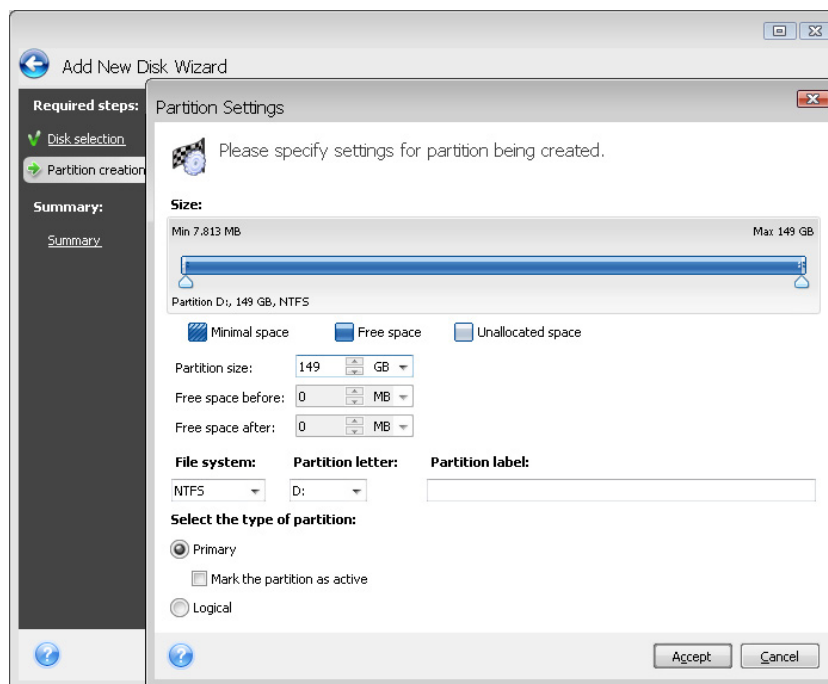 Add New Disk Wizard
Required steps:
Disk selection
Partition creation
Summary:
Summary
Partition Settings
Please specify settings for partition being created.
Size:
Min 7.813 MB Max 149 GB
Partition D:, 149 GB, NTFS
Minimal space Free space Unallocated space
Partition size: 149 GB
Free space before: 0 MB
Free space after: 0 MB
File system: Partition letter: Partition label:
NTFS D:
Select the type of partition:
Primary
Mark the partition as active
Logical
? ? Accept Cancel